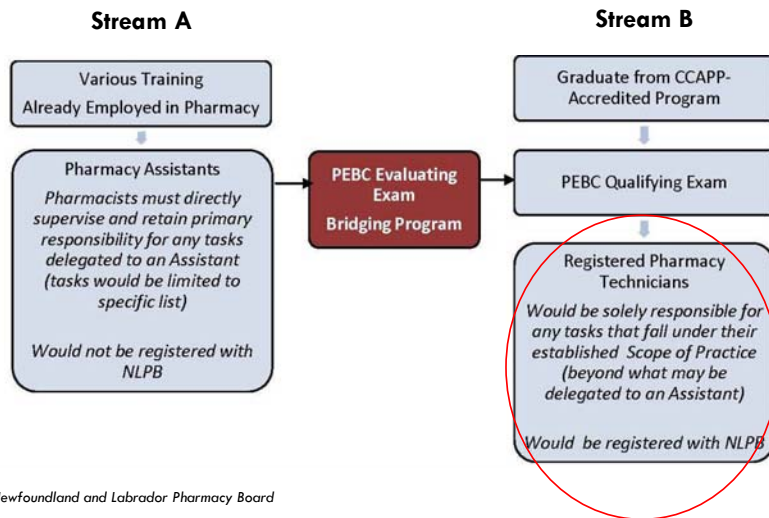 Stream A
Various Training
Already Employed in Pharmacy
Pharmacy Assistants
Pharmacists must directly
supervise and retain primary
responsibility for any tasks
delegated to an Assistant
(tasks would be limited to
specific list)
Would not be registered with
NLPB
PEBC Evaluating
Exam
Bridging Program
Stream B
Graduate from CCAPP-
Accredited Program
PEBC Qualifying Exam
Registered Pharmacy
Technicians
Would be solely responsible for
any tasks that fall under their
established Scope of Practice
(beyond what may be
delegated to an Assistant)
Would be registered with NLPB
ewfoundland and Labrador Pharmacy Board